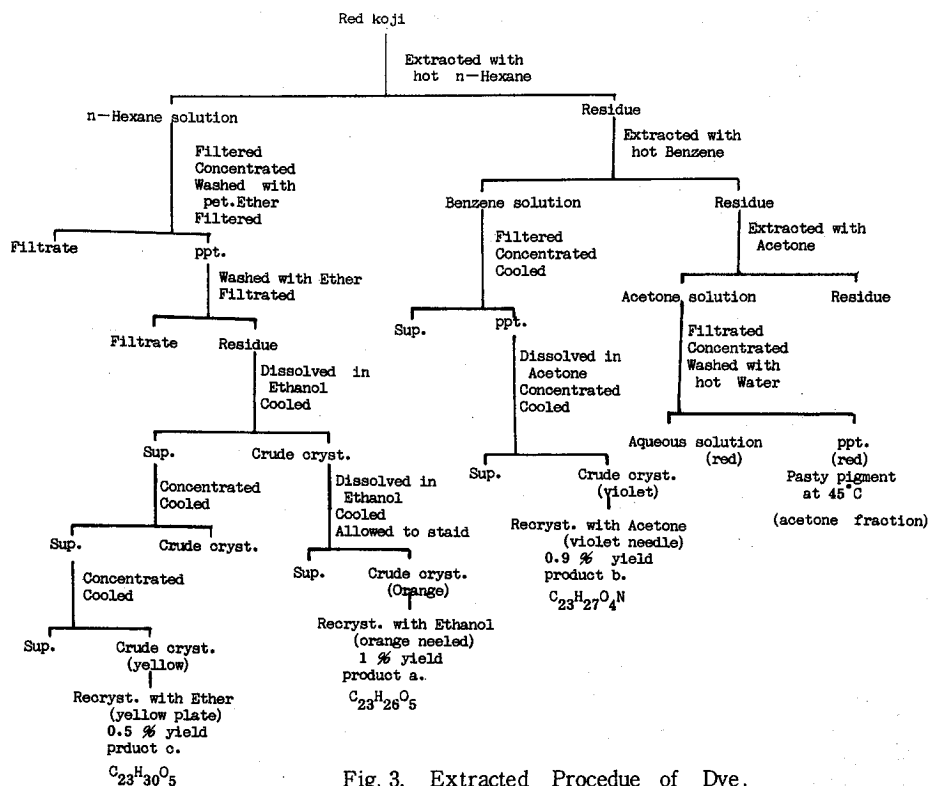 Red koji
Extracted with
hot n-Hexane
n-Hexane solution
Residue
Filtered
Concentrated
Washed with
pet.Ether
Filtered
Extracted with
hot Benzene
Benzene solution
Residue
Filtrate
ppt.
Filtered
Concentrated
Cooled
Extracted with
Acetone
Washed with Ether
Filtrated
Sup.
ppt.
Acetone solution
Residue
Filtrate
Residue
Dissolved in
Acetone
Concentrated
Cooled
Filtrated
Concentrated
Washed with
hot Water
Dissolved in
Ethanol
Cooled
Sup.
Crude cryst.
Sup.
Crude cryst.
(violet)
Aqueous solution
(red)
ppt.
(red)
Pasty pigment
at 45°C
(acetone fraction)
Concentrated
Cooled
Dissolved in
Ethanol
Cooled
Allowed to staid
Recryst. with Acetone
(violet needle)
0.9 % yield
product b.
C23H27O4N
Sup.
Crude cryst.
Sup.
Crude cryst.
(Orange)
Concentrated
Cooled
Recryst. with Ethanol
(orange neeled)
1 % yield
product a.
C23H26O5
Sup.
Crude cryst.
(yellow)
Recryst. with Ether
(yellow plate)
0.5 % yield
prduct c.
C23H30O5
Fig. 3. Extracted Procedue of Dye.